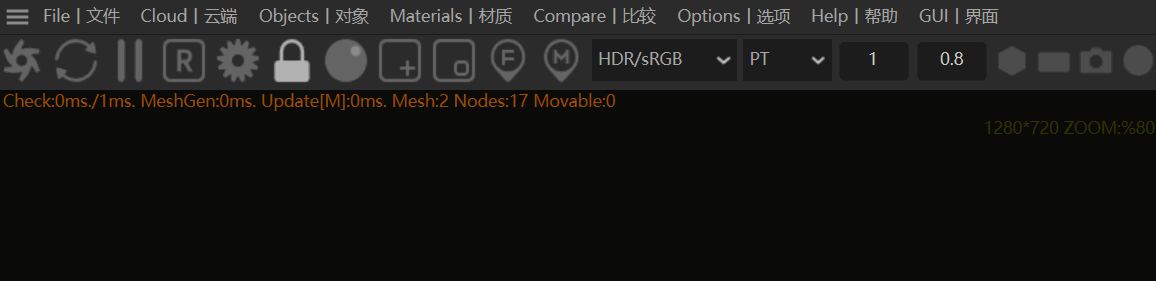 File | 文件 Cloud | 云端 Objects | 对象 Materials | 材质 Compare | 比较 Options | 选项 Help | 帮助 GUI | 界面
R F M HDR/sRGB PT 1 0.8
Check:0ms./1ms. MeshGen:0ms. Update[M]:0ms. Mesh:2 Nodes:17 Movable:0
1280*720 ZOOM:%80